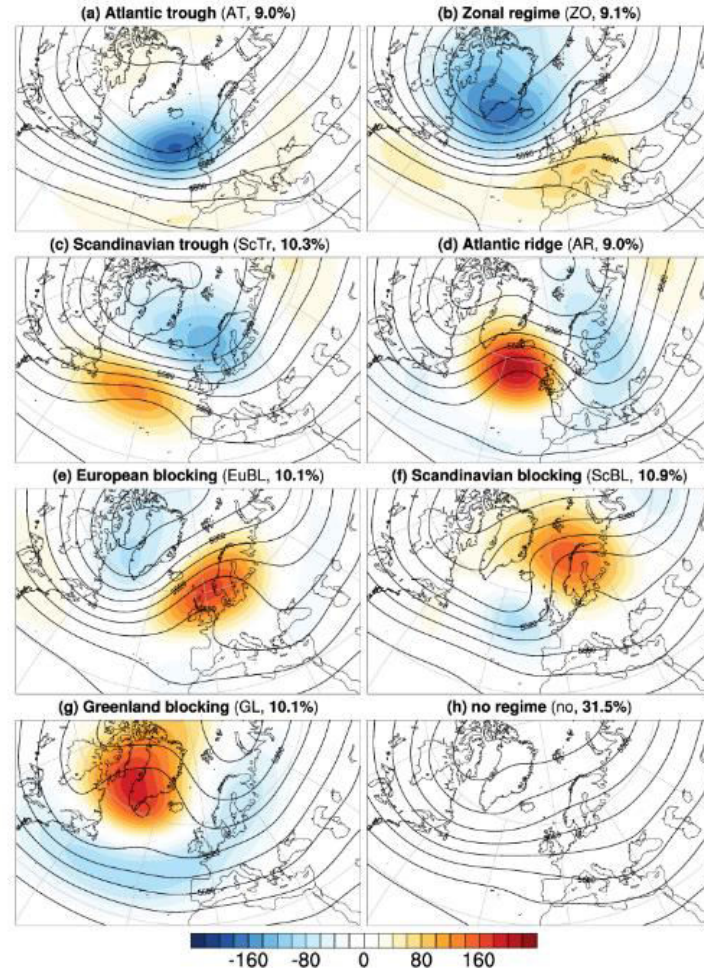 (a) Atlantic trough (AT, 9.0%)
(b) Zonal regime (ZO, 9.1%)
(c) Scandinavian trough (ScTr, 10.3%)
(d) Atlantic ridge (AR, 9.0%)
(e) European blocking (EuBL, 10.1%)
(f) Scandinavian blocking (ScBL, 10.9%)
(g) Greenland blocking (GL, 10.1%)
(h) no regime (no, 31.5%)
-160 -80 0 80 160